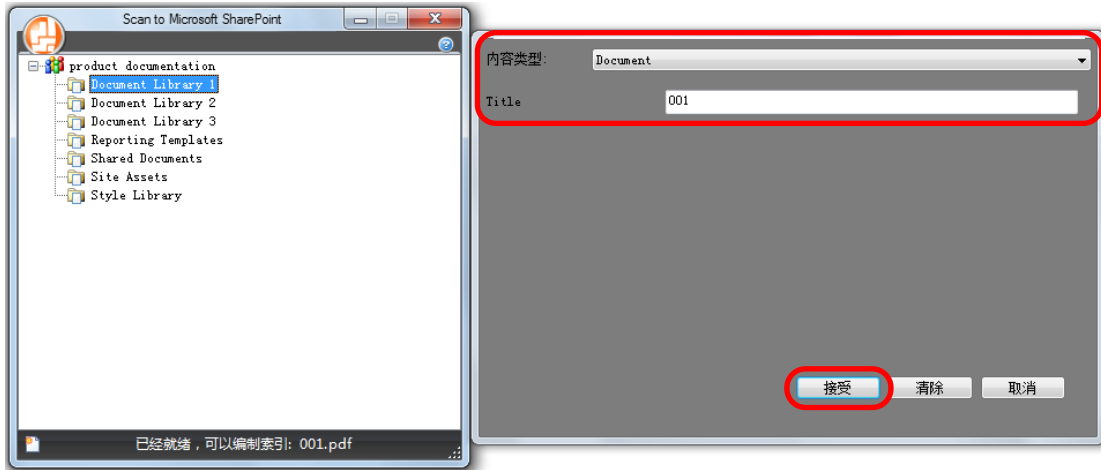 Scan to Microsoft SharePoint
product documentation
Document Library 1
Document Library 2
Document Library 3
Reporting Templates
Shared Documents
Site Assets
Style Library
已经就绪，可以编制索引: 001.pdf
内容类型: Document
Title 001
接受 清除 取消